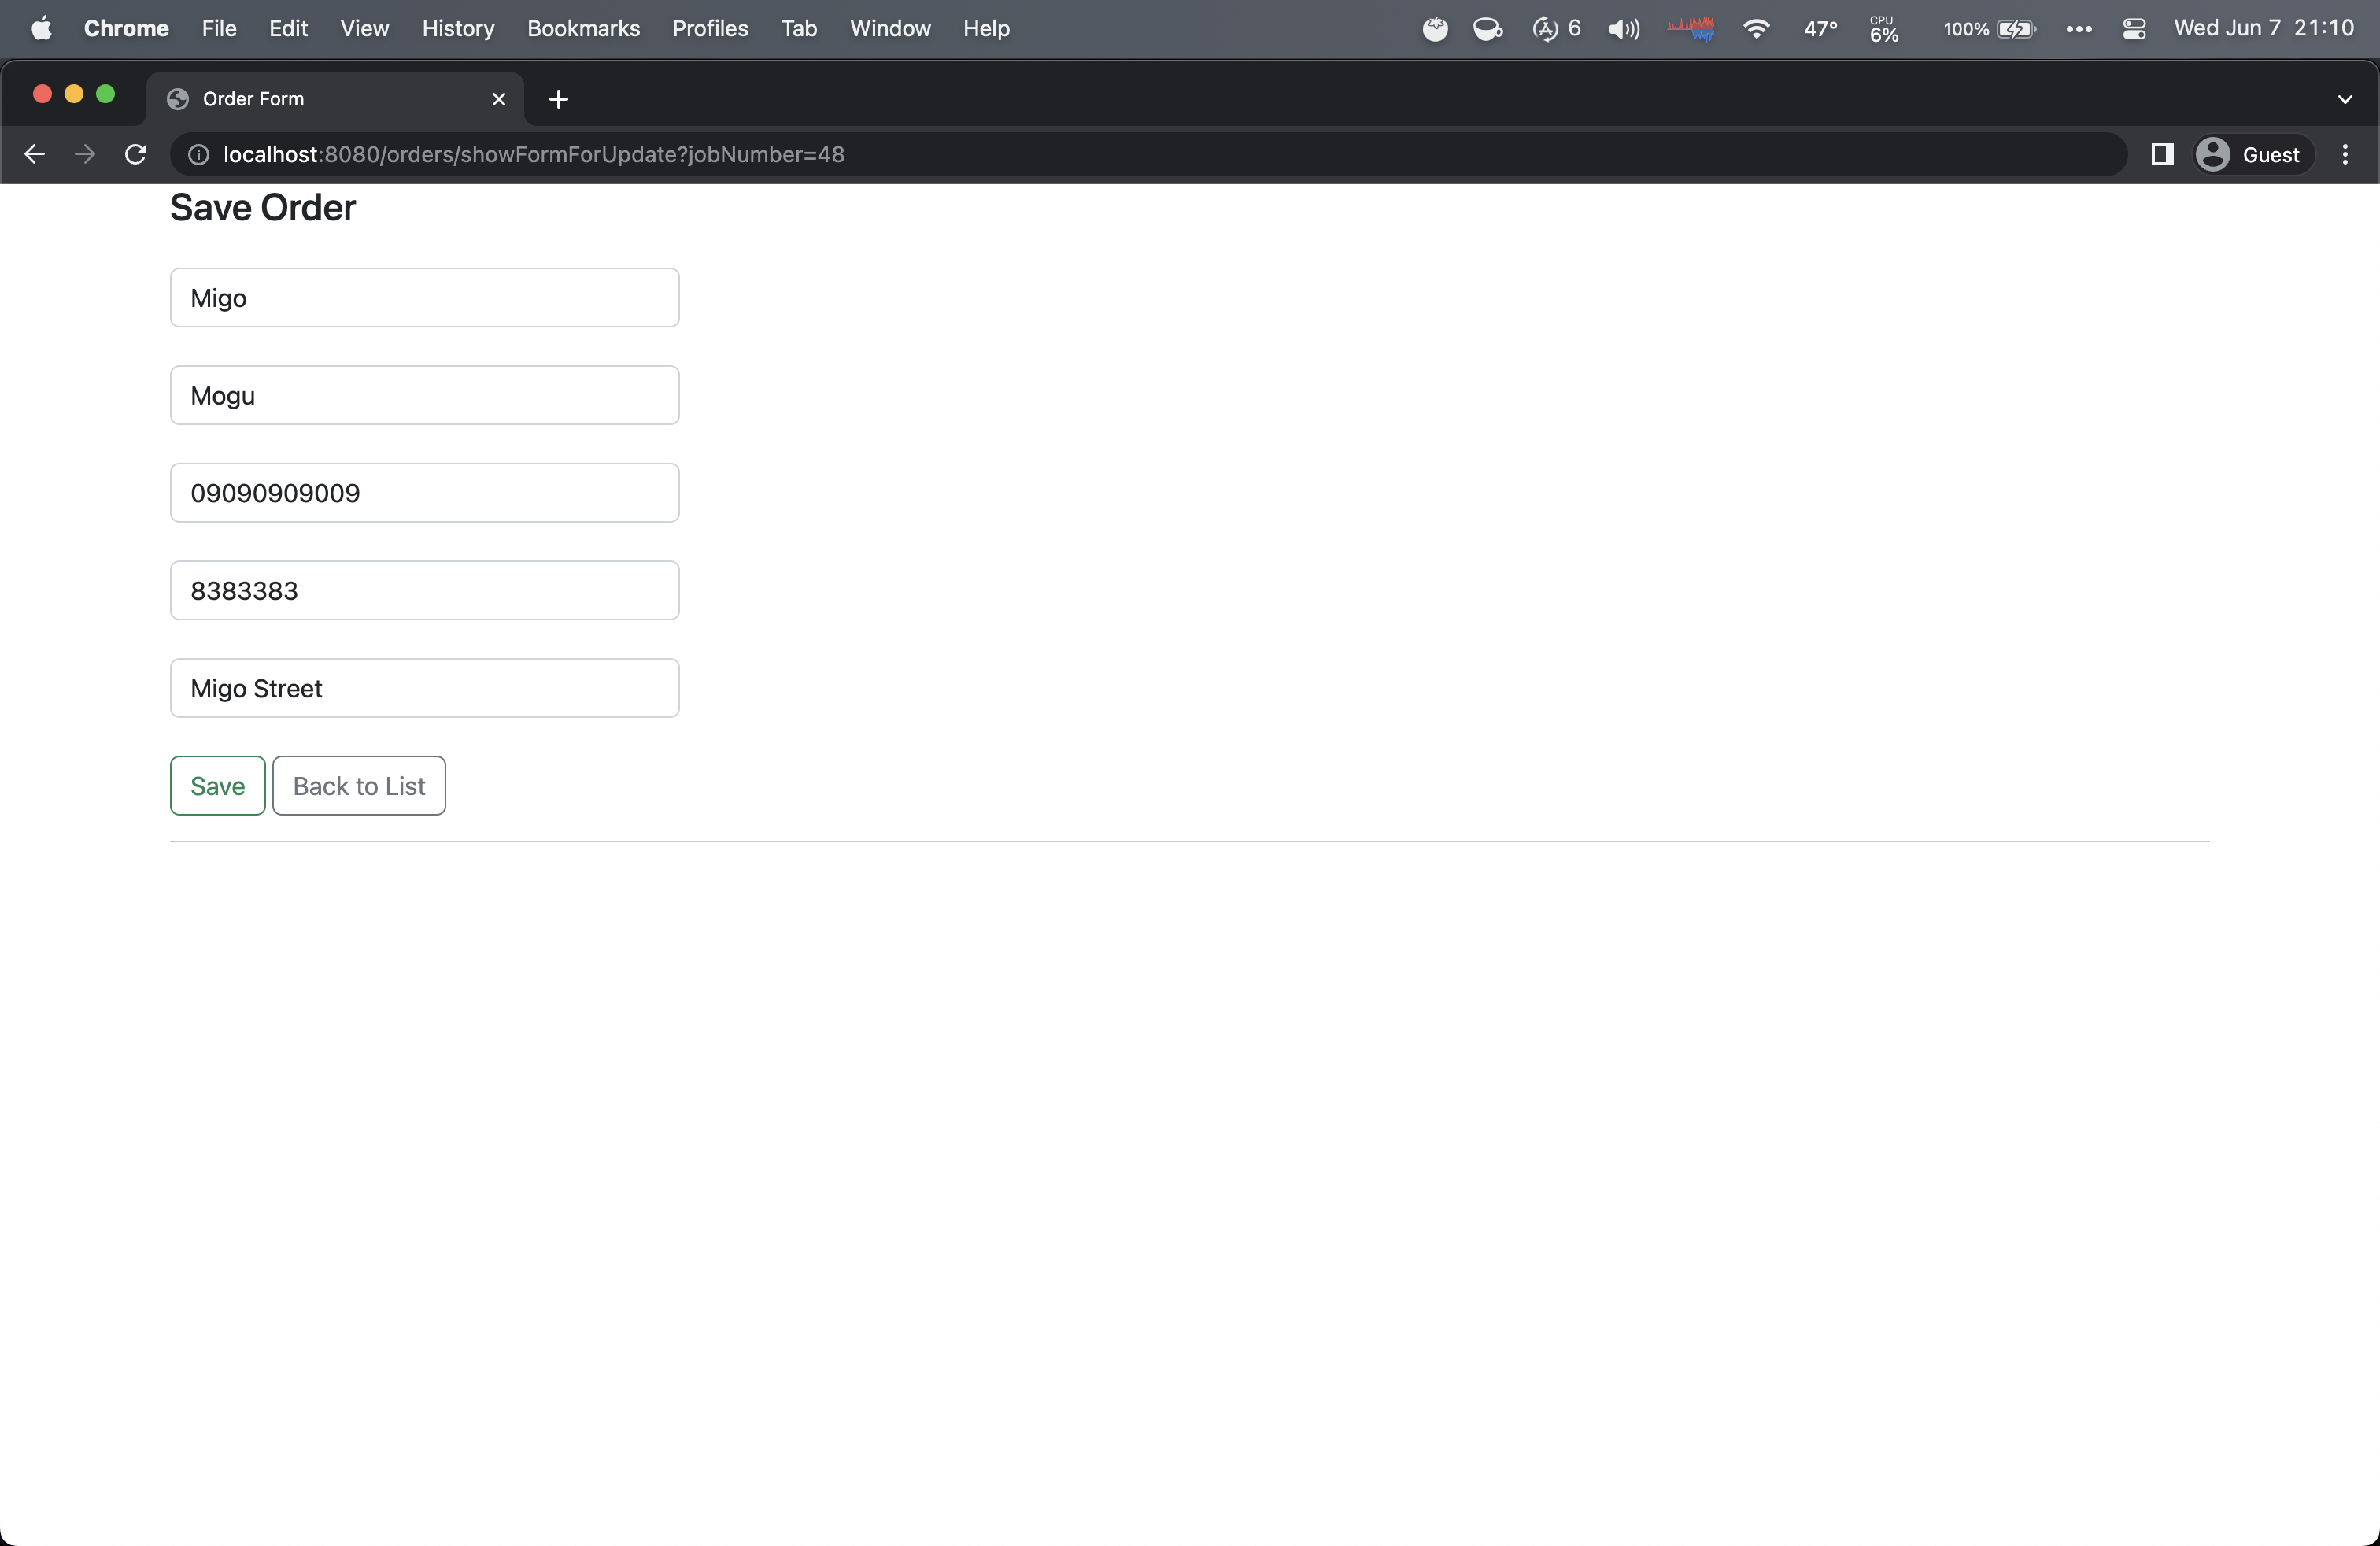 Chrome File Edit View History Bookmarks Profiles Tab Window Help 6 47° CPU 6% 100% Wed Jun 7 21:10
Order Form
localhost:8080/orders/showFormForUpdate?jobNumber=48 Guest
Save Order
Migo
Mogu
09090909009
8383383
Migo Street
Save Back to List